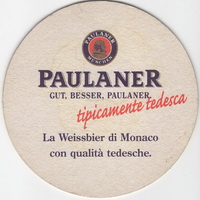 PAULANER
MÜNCHEN
PAULANER
GUT, BESSER, PAULANER.
tipicamente tedesca
La Weissbier di Monaco
con qualità tedesche.